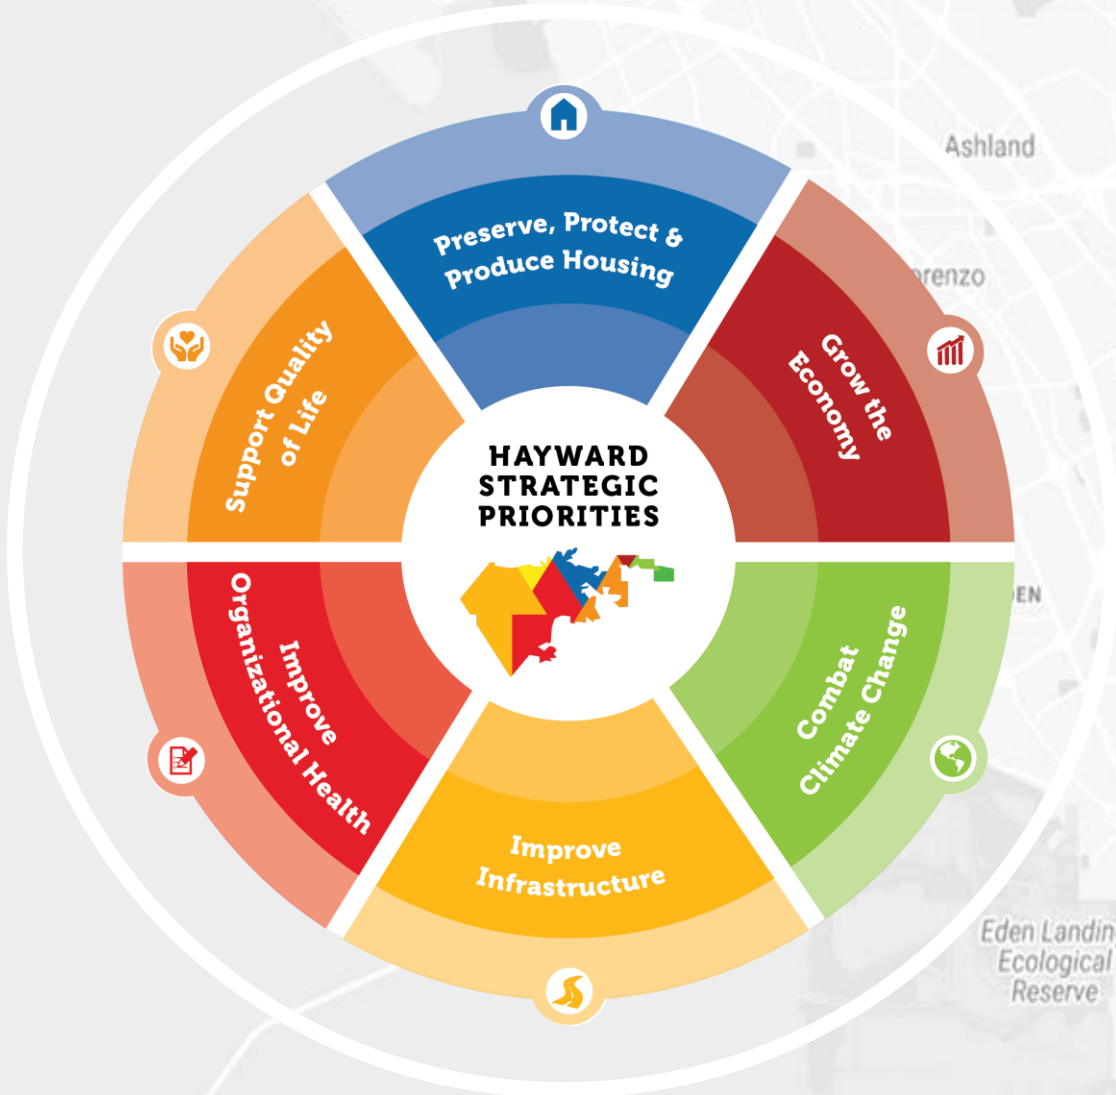 Ashland
Preserve, Protect &
Produce Housing
Grow the
Economy
Support Quality
of Life
HAYWARD
STRATEGIC
PRIORITIES
Improve
Organizational Health
Combat
Climate Change
Improve
Infrastructure
Eden Landin
Ecological
Reserve